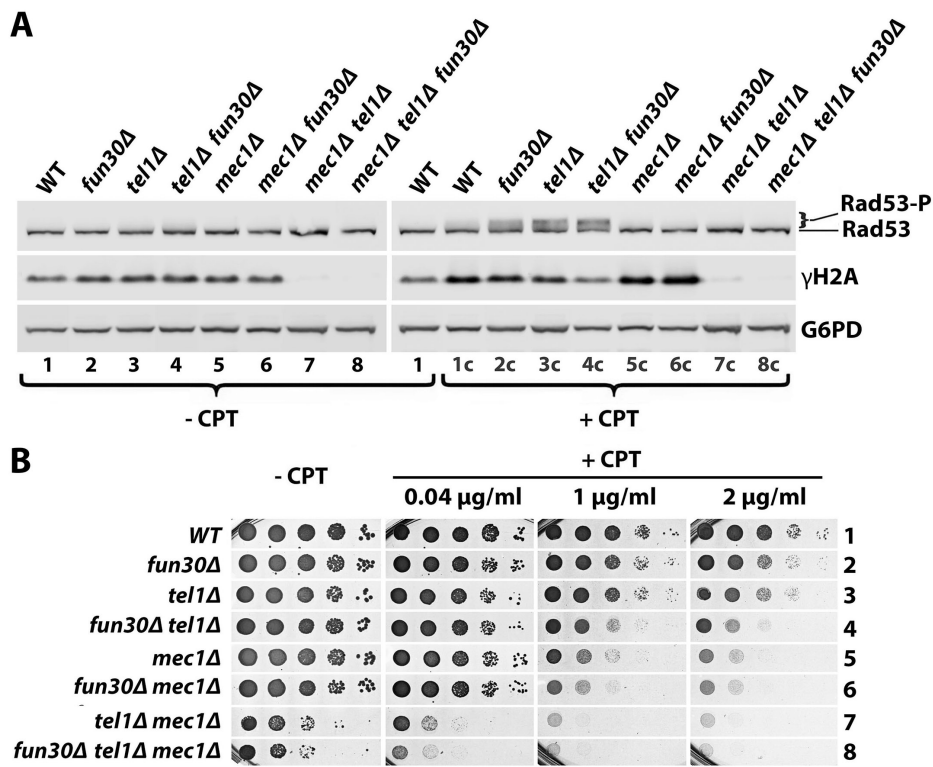 A
WT
fun30Δ
tel1Δ
tel1Δ fun30Δ
mec1Δ
mec1Δ fun30Δ
mec1Δ tel1Δ
mec1Δ tel1Δ fun30Δ
WT
WT
fun30Δ
tel1Δ
tel1Δ fun30Δ
mec1Δ
mec1Δ fun30Δ
mec1Δ tel1Δ
mec1Δ tel1Δ fun30Δ
Rad53-P
Rad53
γH2A
G6PD
1 2 3 4 5 6 7 8 1 1c 2c 3c 4c 5c 6c 7c 8c
- CPT + CPT
B
- CPT + CPT
0.04 μg/ml 1 μg/ml 2 μg/ml
WT 1
fun30Δ 2
tel1Δ 3
fun30Δ tel1Δ 4
mec1Δ 5
fun30Δ mec1Δ 6
tel1Δ mec1Δ 7
fun30Δ tel1Δ mec1Δ 8